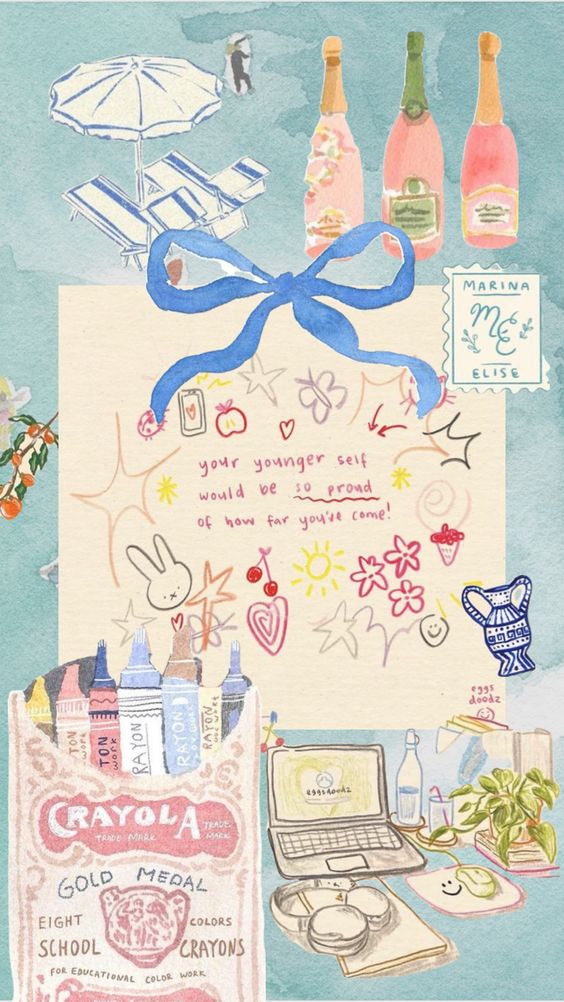 MARINA
ME
ELISE
your younger self
would be so proud
of how far you've come!
eggs
doodz
eggsdoodz
TON
work
TON
work
RAYON
RAYON
work
RAYON
CRAYOLA
TRADE MARK
TRADE
MARK
GOLD MEDAL
EIGHT COLORS
SCHOOL CRAYONS
FOR EDUCATIONAL COLOR WORK